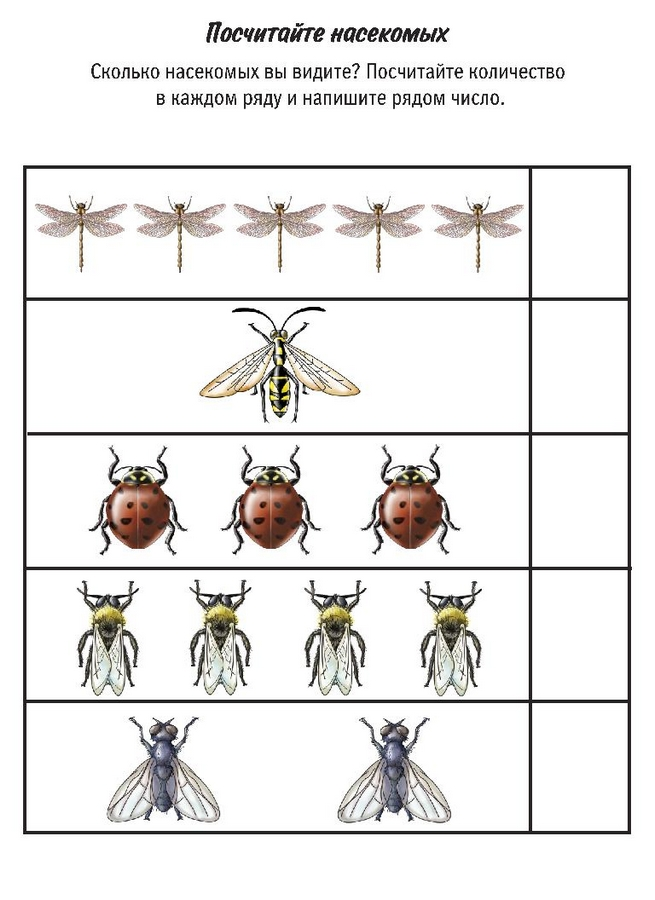 Посчитайте насекомых
Сколько насекомых вы видите? Посчитайте количество
в каждом ряду и напишите рядом число.